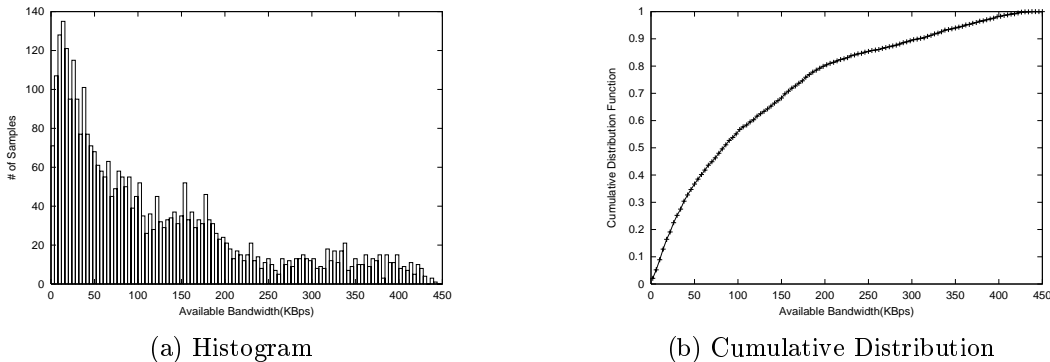 140
120
100
80
60
40
20
0
# of Samples
0 50 100 150 200 250 300 350 400 450
Available Bandwidth(KBps)
(a) Histogram
1
0.9
0.8
0.7
0.6
0.5
0.4
0.3
0.2
0.1
0
Cumulative Distribution Function
0 50 100 150 200 250 300 350 400 450
Available Bandwidth(KBps)
(b) Cumulative Distribution